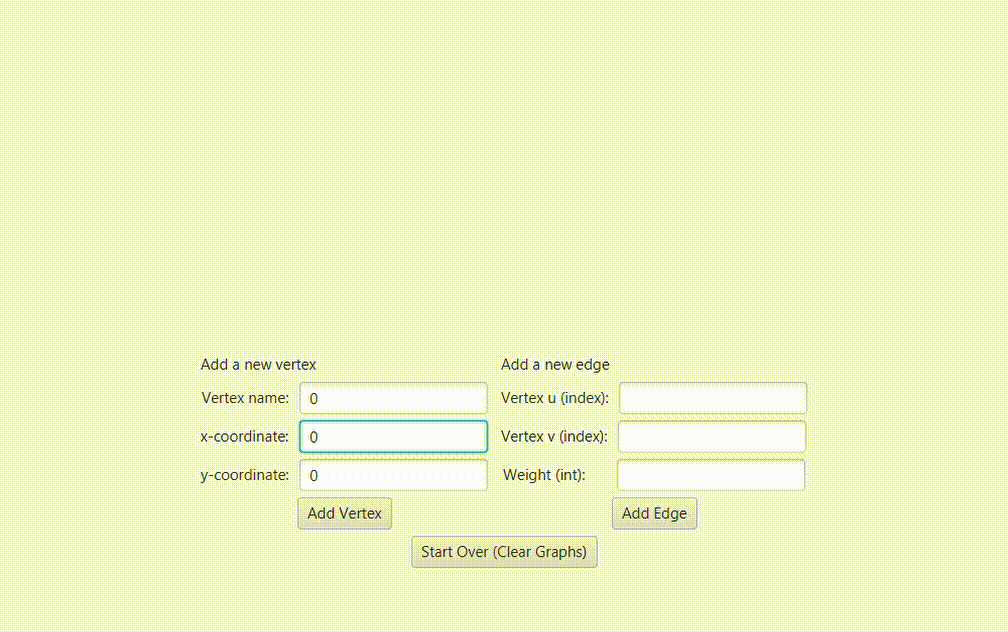 Add a new vertex Add a new edge
Vertex name: 0 Vertex u (index):
x-coordinate: 0 Vertex v (index):
y-coordinate: 0 Weight (int):
Add Vertex Add Edge
Start Over (Clear Graphs)